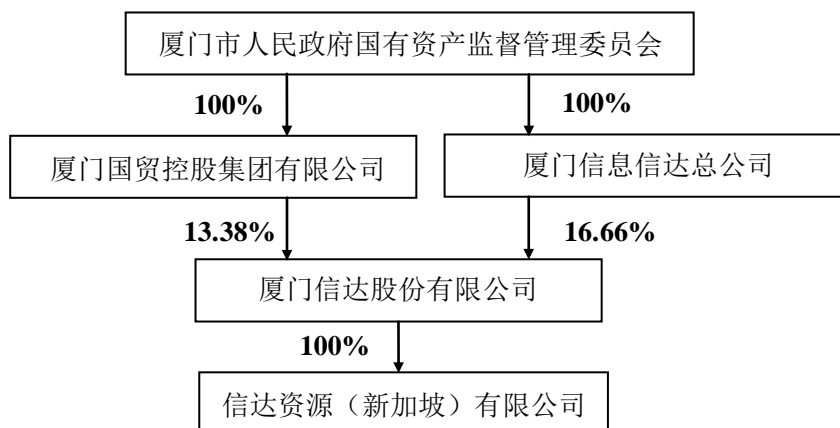 厦门市人民政府国有资产监督管理委员会
100%
100%
厦门国贸控股集团有限公司
厦门信息信达总公司
13.38%
16.66%
厦门信达股份有限公司
100%
信达资源（新加坡）有限公司